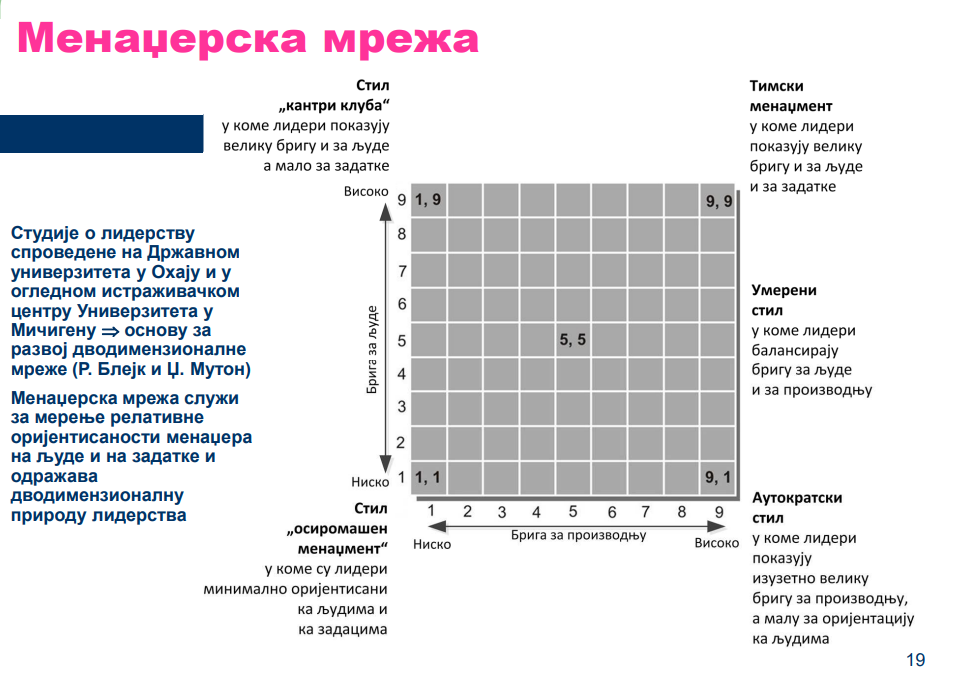 Менаџерска мрежа
Стил
„кантри клуба“
у коме лидери показују
велику бригу и за људе
а мало за задатке
Тимски
менаџмент
у коме лидери
показују велику
бригу и за људе
и за задатке
Студије о лидерству
спроведене на Државном
универзитета у Охају и у
огледном истраживачком
центру Универзитета у
Мичигену ⇒ основу за
развој дводимензионалне
мреже (Р. Блејк и Џ. Мутон)
Менаџерска мрежа служи
за мерење релативне
оријентисаности менаџера
на људе и на задатке и
одражава
дводимензионалну
природу лидерства
Високо
Брига за људе
Ниско
9 1, 9 9, 9
8
7
6
5 5, 5
4
3
2
1 1, 1 9, 1
1 2 3 4 5 6 7 8 9
Ниско Брига за производњу Високо
Умерени
стил
у коме лидери
балансирају
бригу за људе
и за производњу
Стил
„осиромашен
менаџмент“
у коме су лидери
минимално оријентисани
ка људима и
ка задацима
Аутократски
стил
у коме лидери
показују
изузетно велику
бригу за производњу,
а малу за оријентацију
ка људима
19